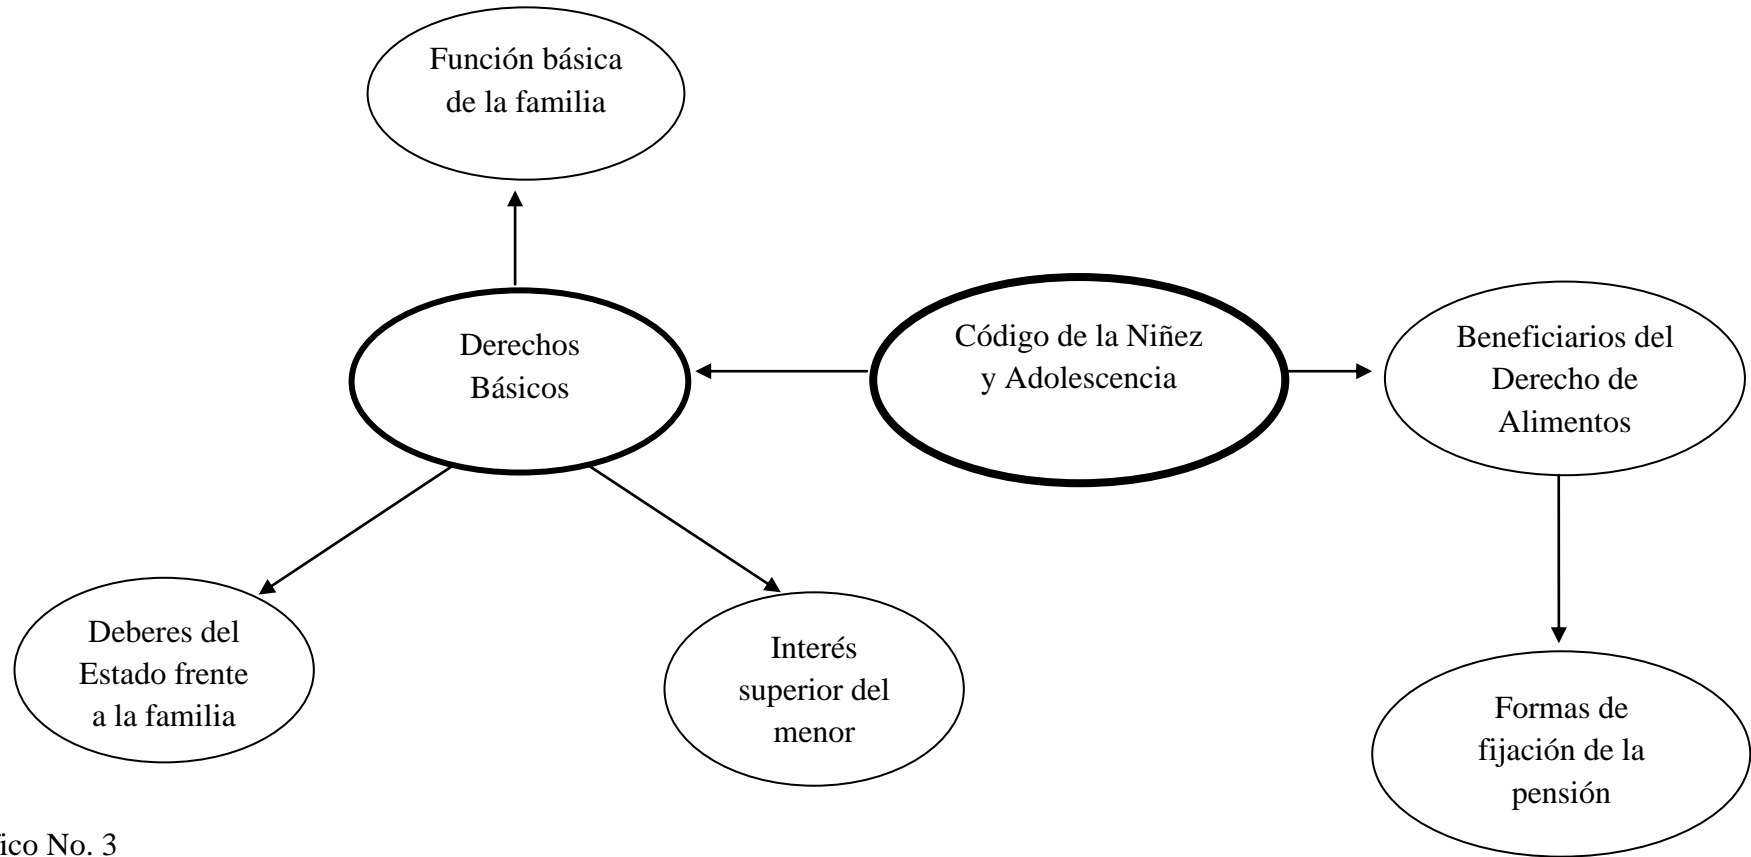 Función básica
de la familia
Derechos
Básicos
Código de la Niñez
y Adolescencia
Beneficiarios del
Derecho de
Alimentos
Deberes del
Estado frente
a la familia
Interés
superior del
menor
Formas de
fijación de la
pensión
ico No. 3